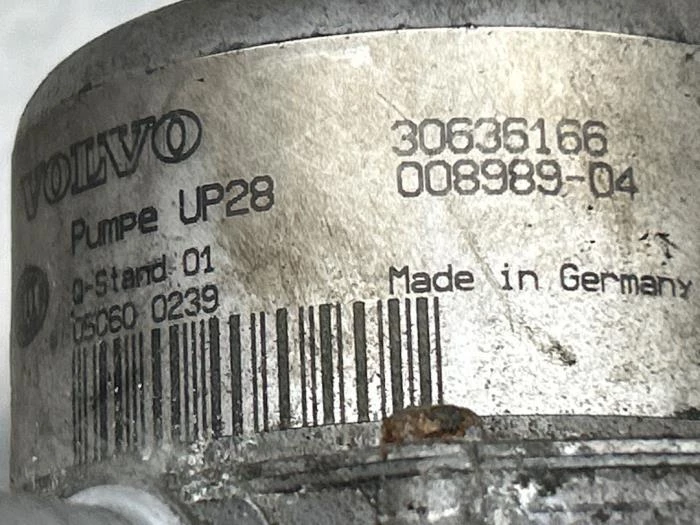 VOLVO
Pumpe UP28
Q-Stand 01
05060 0239
30636166
008989-04
Made in Germany